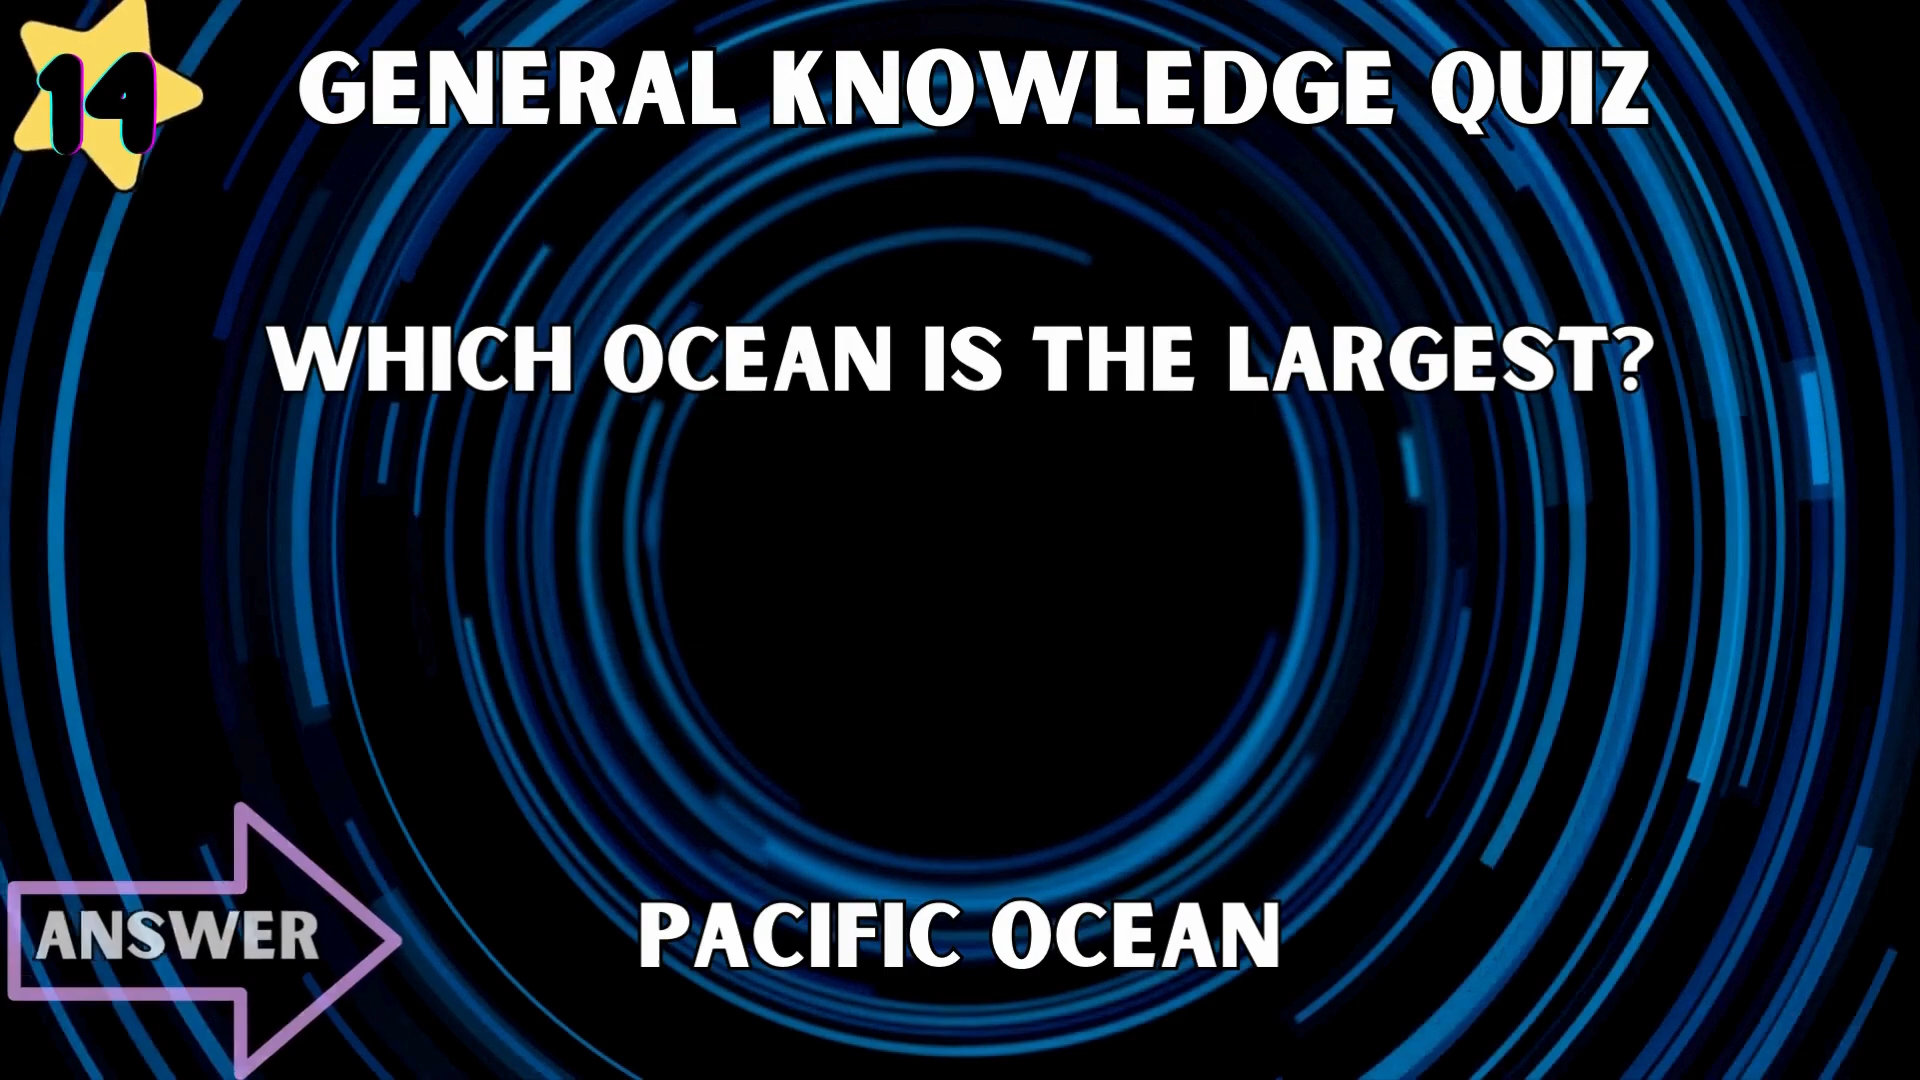 14
GENERAL KNOWLEDGE QUIZ
WHICH OCEAN IS THE LARGEST?
ANSWER
PACIFIC OCEAN